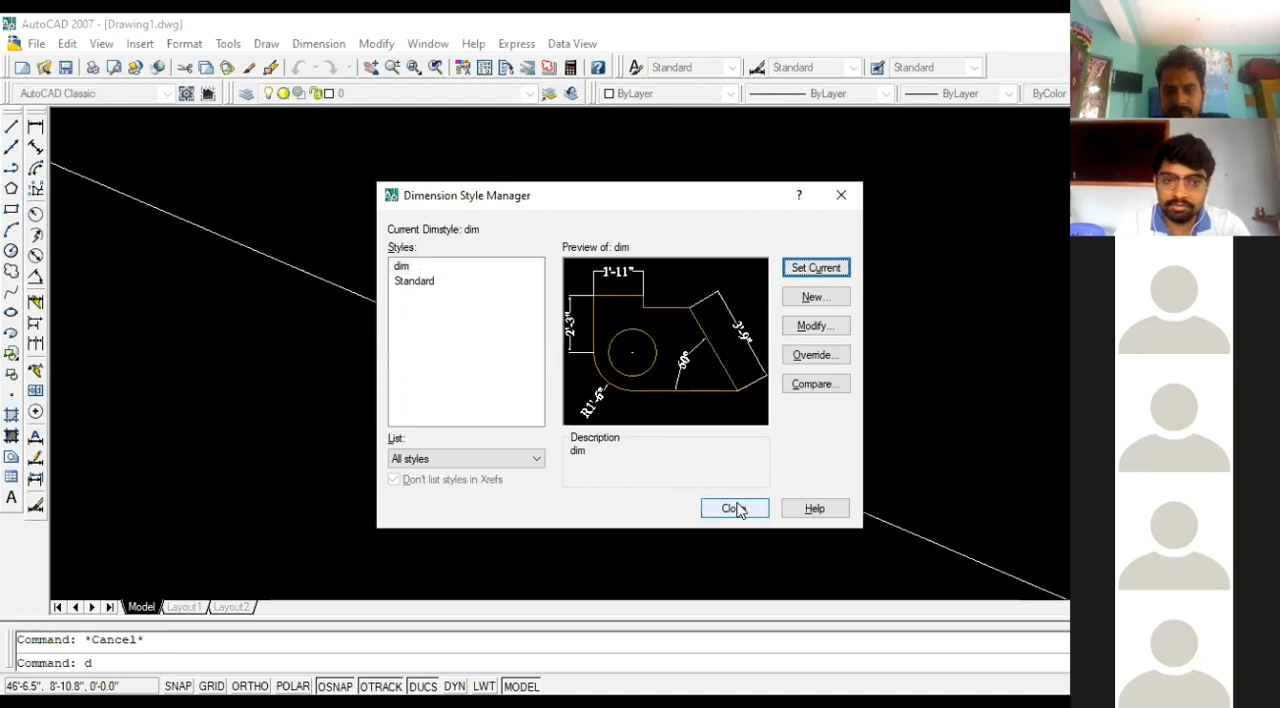 AutoCAD 2007 - [Drawing1.dwg]
File Edit View Insert Format Tools Draw Dimension Modify Window Help Express Data View
Standard Standard Standard
AutoCAD Classic 0 ByLayer ByLayer ByLayer ByColor
Dimension Style Manager
Current Dimstyle: dim
Styles:
dim
Standard
Preview of: dim
1'-11"
2'-3"
3'-9"
60°
R1'-6"
Set Current
New...
Modify...
Override...
Compare...
List:
All styles
Don't list styles in Xrefs
Description
dim
Help
Model Layout1 Layout2
Command: *Cancel*
Command: d
46'-6.5", 8'-10.8", 0'-0.0" SNAP GRID ORTHO POLAR OSNAP OTRACK DUCS DYN LWT MODEL